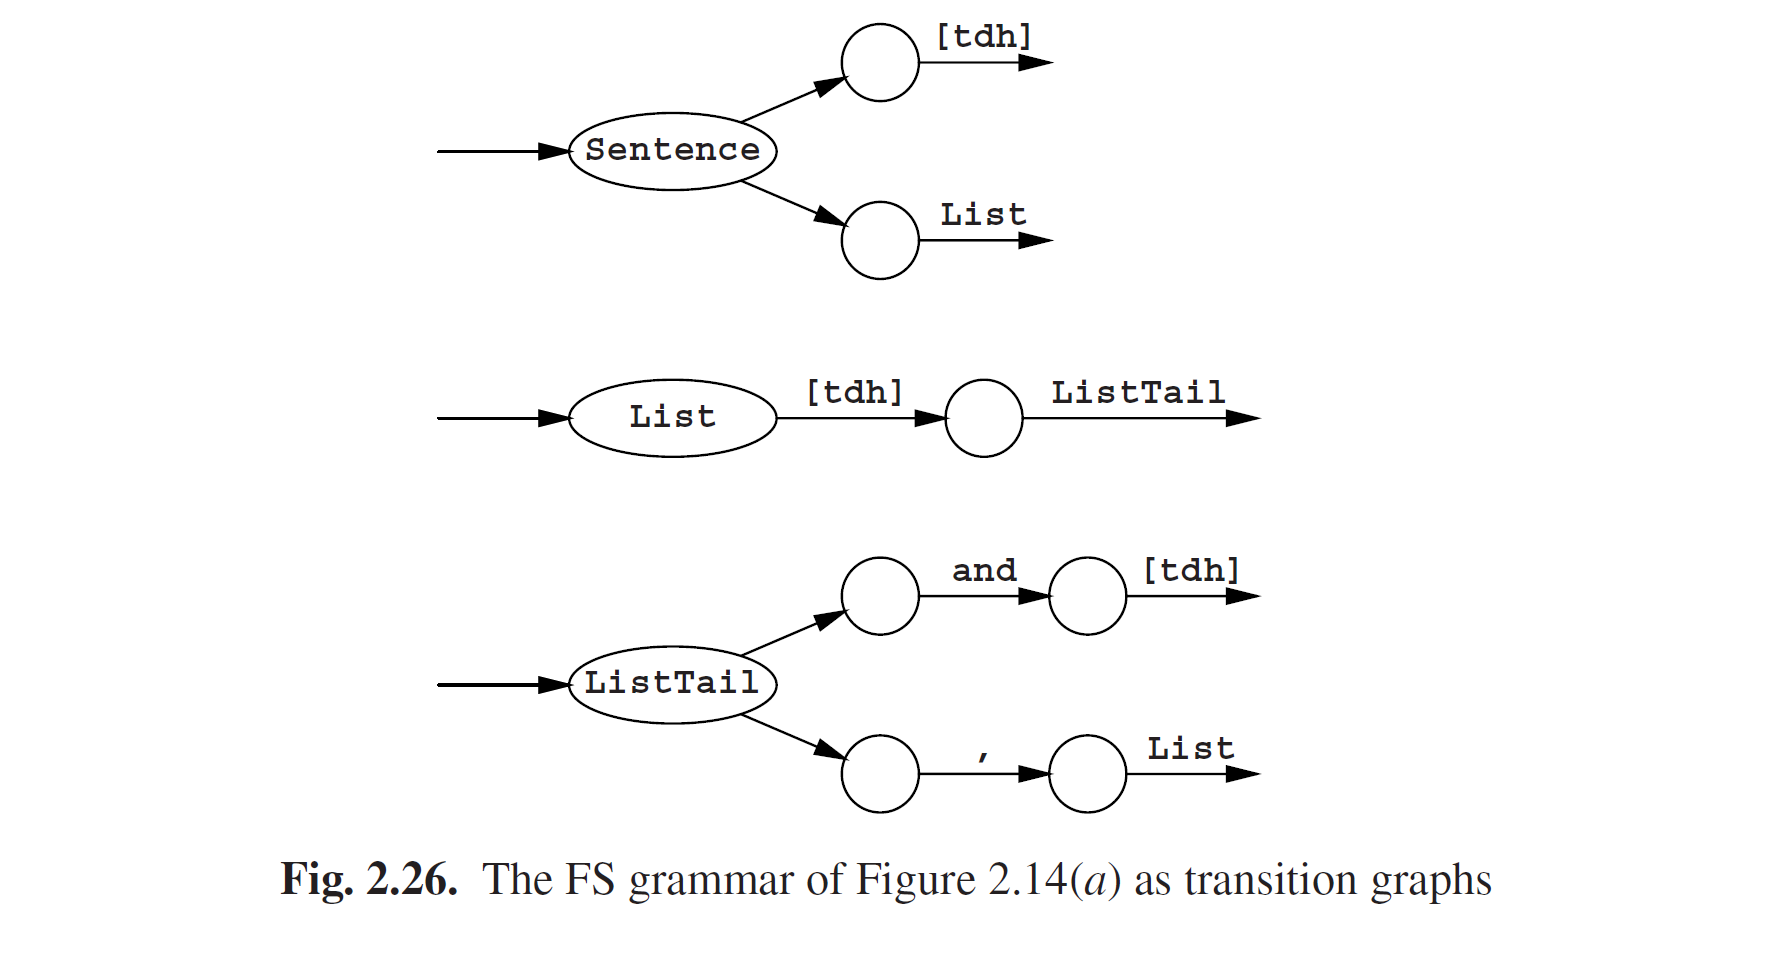 [tdh]
Sentence
List
List [tdh] ListTail
and [tdh]
ListTail
, List
Fig. 2.26. The FS grammar of Figure 2.14(a) as transition graphs